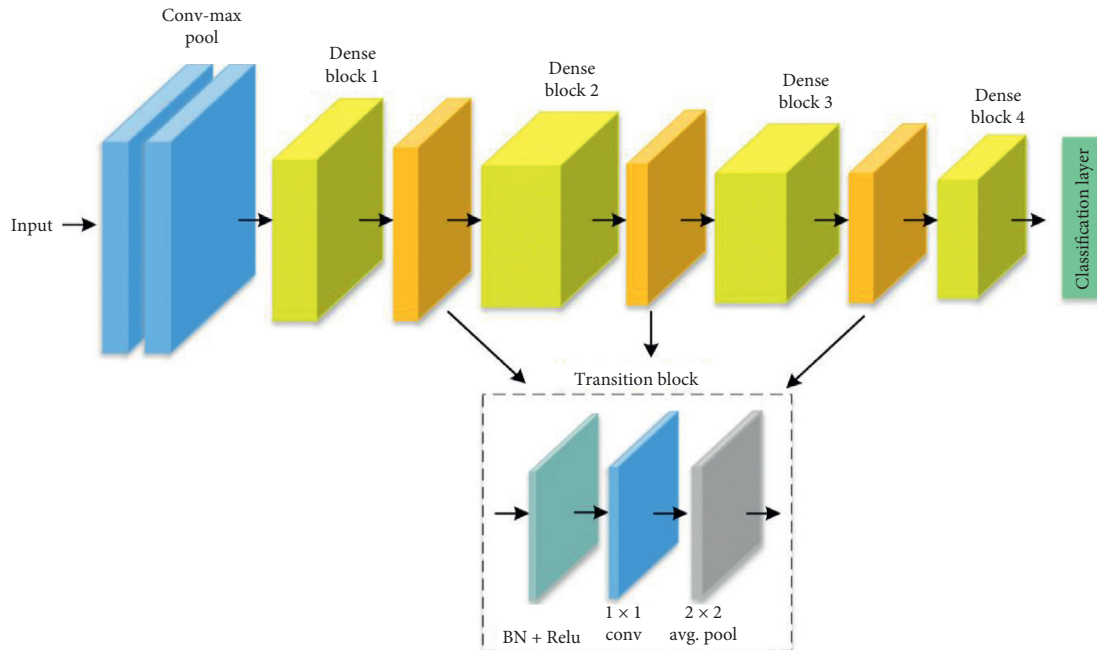 Conv-max
pool
Dense
block 1
Dense
block 2
Dense
block 3
Dense
block 4
Input
Classification layer
Transition block
BN + Relu
1 × 1
conv
2 × 2
avg. pool